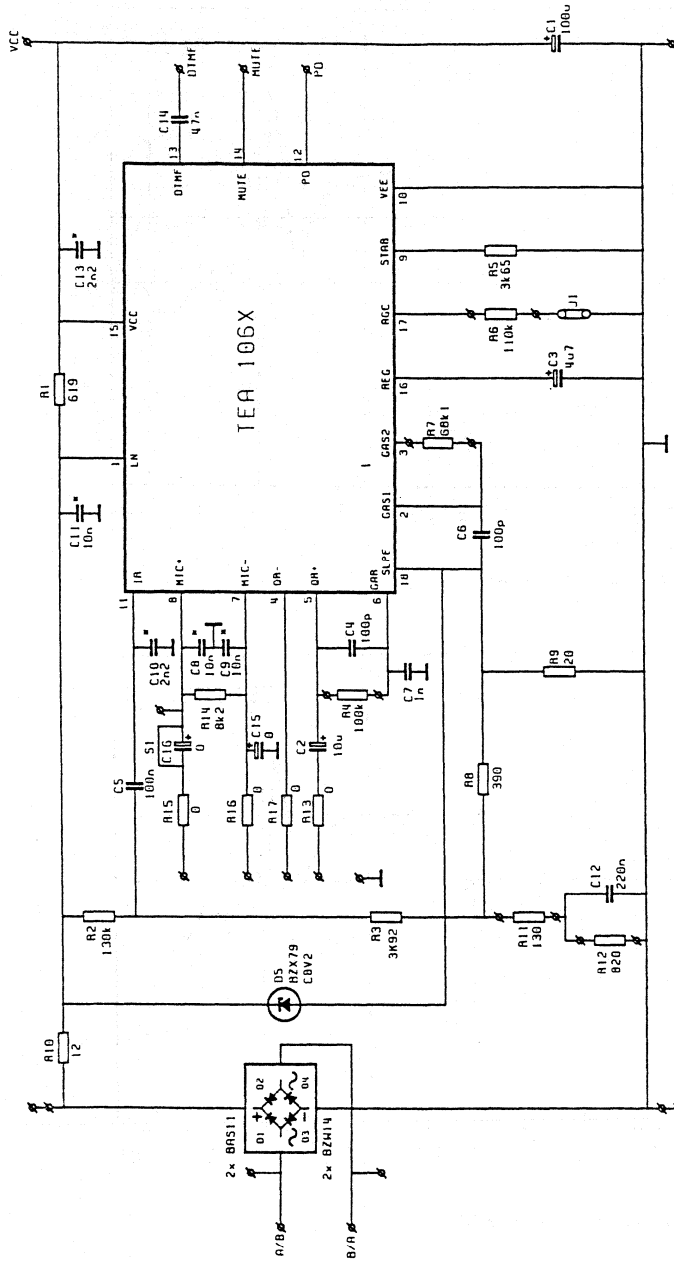 A/B
B/A
2x BAS11
2x BZW14
D1
D2
D3
D4
+
-
R10
12
D5
BZX79
C8V2
R2
130k
R3
3K92
R11
130
R12
820
C12
220n
R8
390
R9
20
C5
100n
R15
0
R16
0
R17
0
R13
0
S1
C16
0
C15
0
C2
10u
R14
8k2
R4
100k
C10
2n2
C8
10n
C9
10n
C4
100p
C7
1n
C6
100p
C11
10n
R1
619
C13
2n2
VCC
TEA 106X
11
IR
8
MIC+
7
MIC-
4
QR-
5
QR+
6
GAR
1
LN
15
VCC
13
DTMF
14
MUTE
12
PD
18
SLPE
2
GAS1
3
GAS2
16
REG
17
AGC
9
STAB
10
VEE
C14
47n
DTMF
MUTE
PD
R7
68k1
C3
4u7
R6
110k
J1
R5
3k65
C1
100u